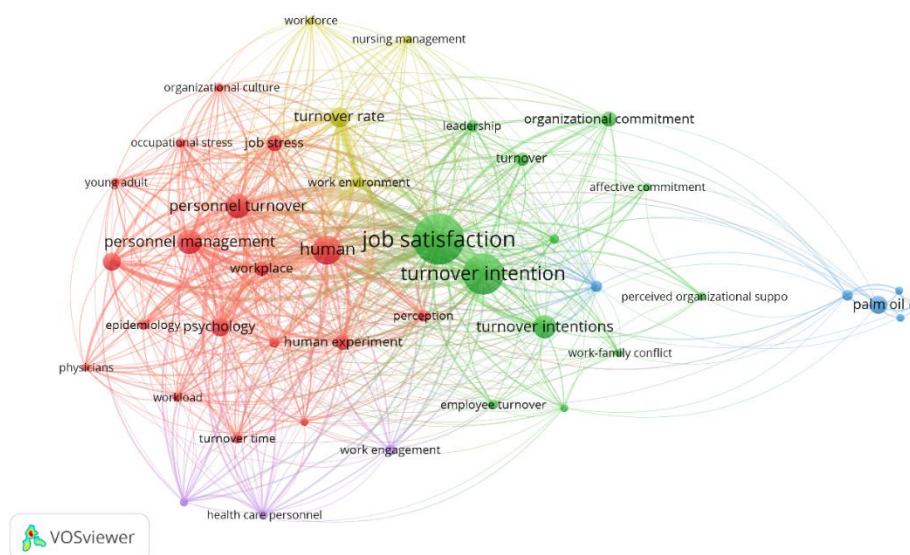 workforce
nursing management
organizational culture
turnover rate
leadership
organizational commitment
occupational stress
job stress
turnover
young adult
work environment
affective commitment
personnel turnover
job satisfaction
personnel management
human
workplace
turnover intention
perceived organizational suppo
palm oil
epidemiology
psychology
perception
turnover intentions
human experiment
work-family conflict
physicians
workload
employee turnover
turnover time
work engagement
health care personnel
VOSviewer